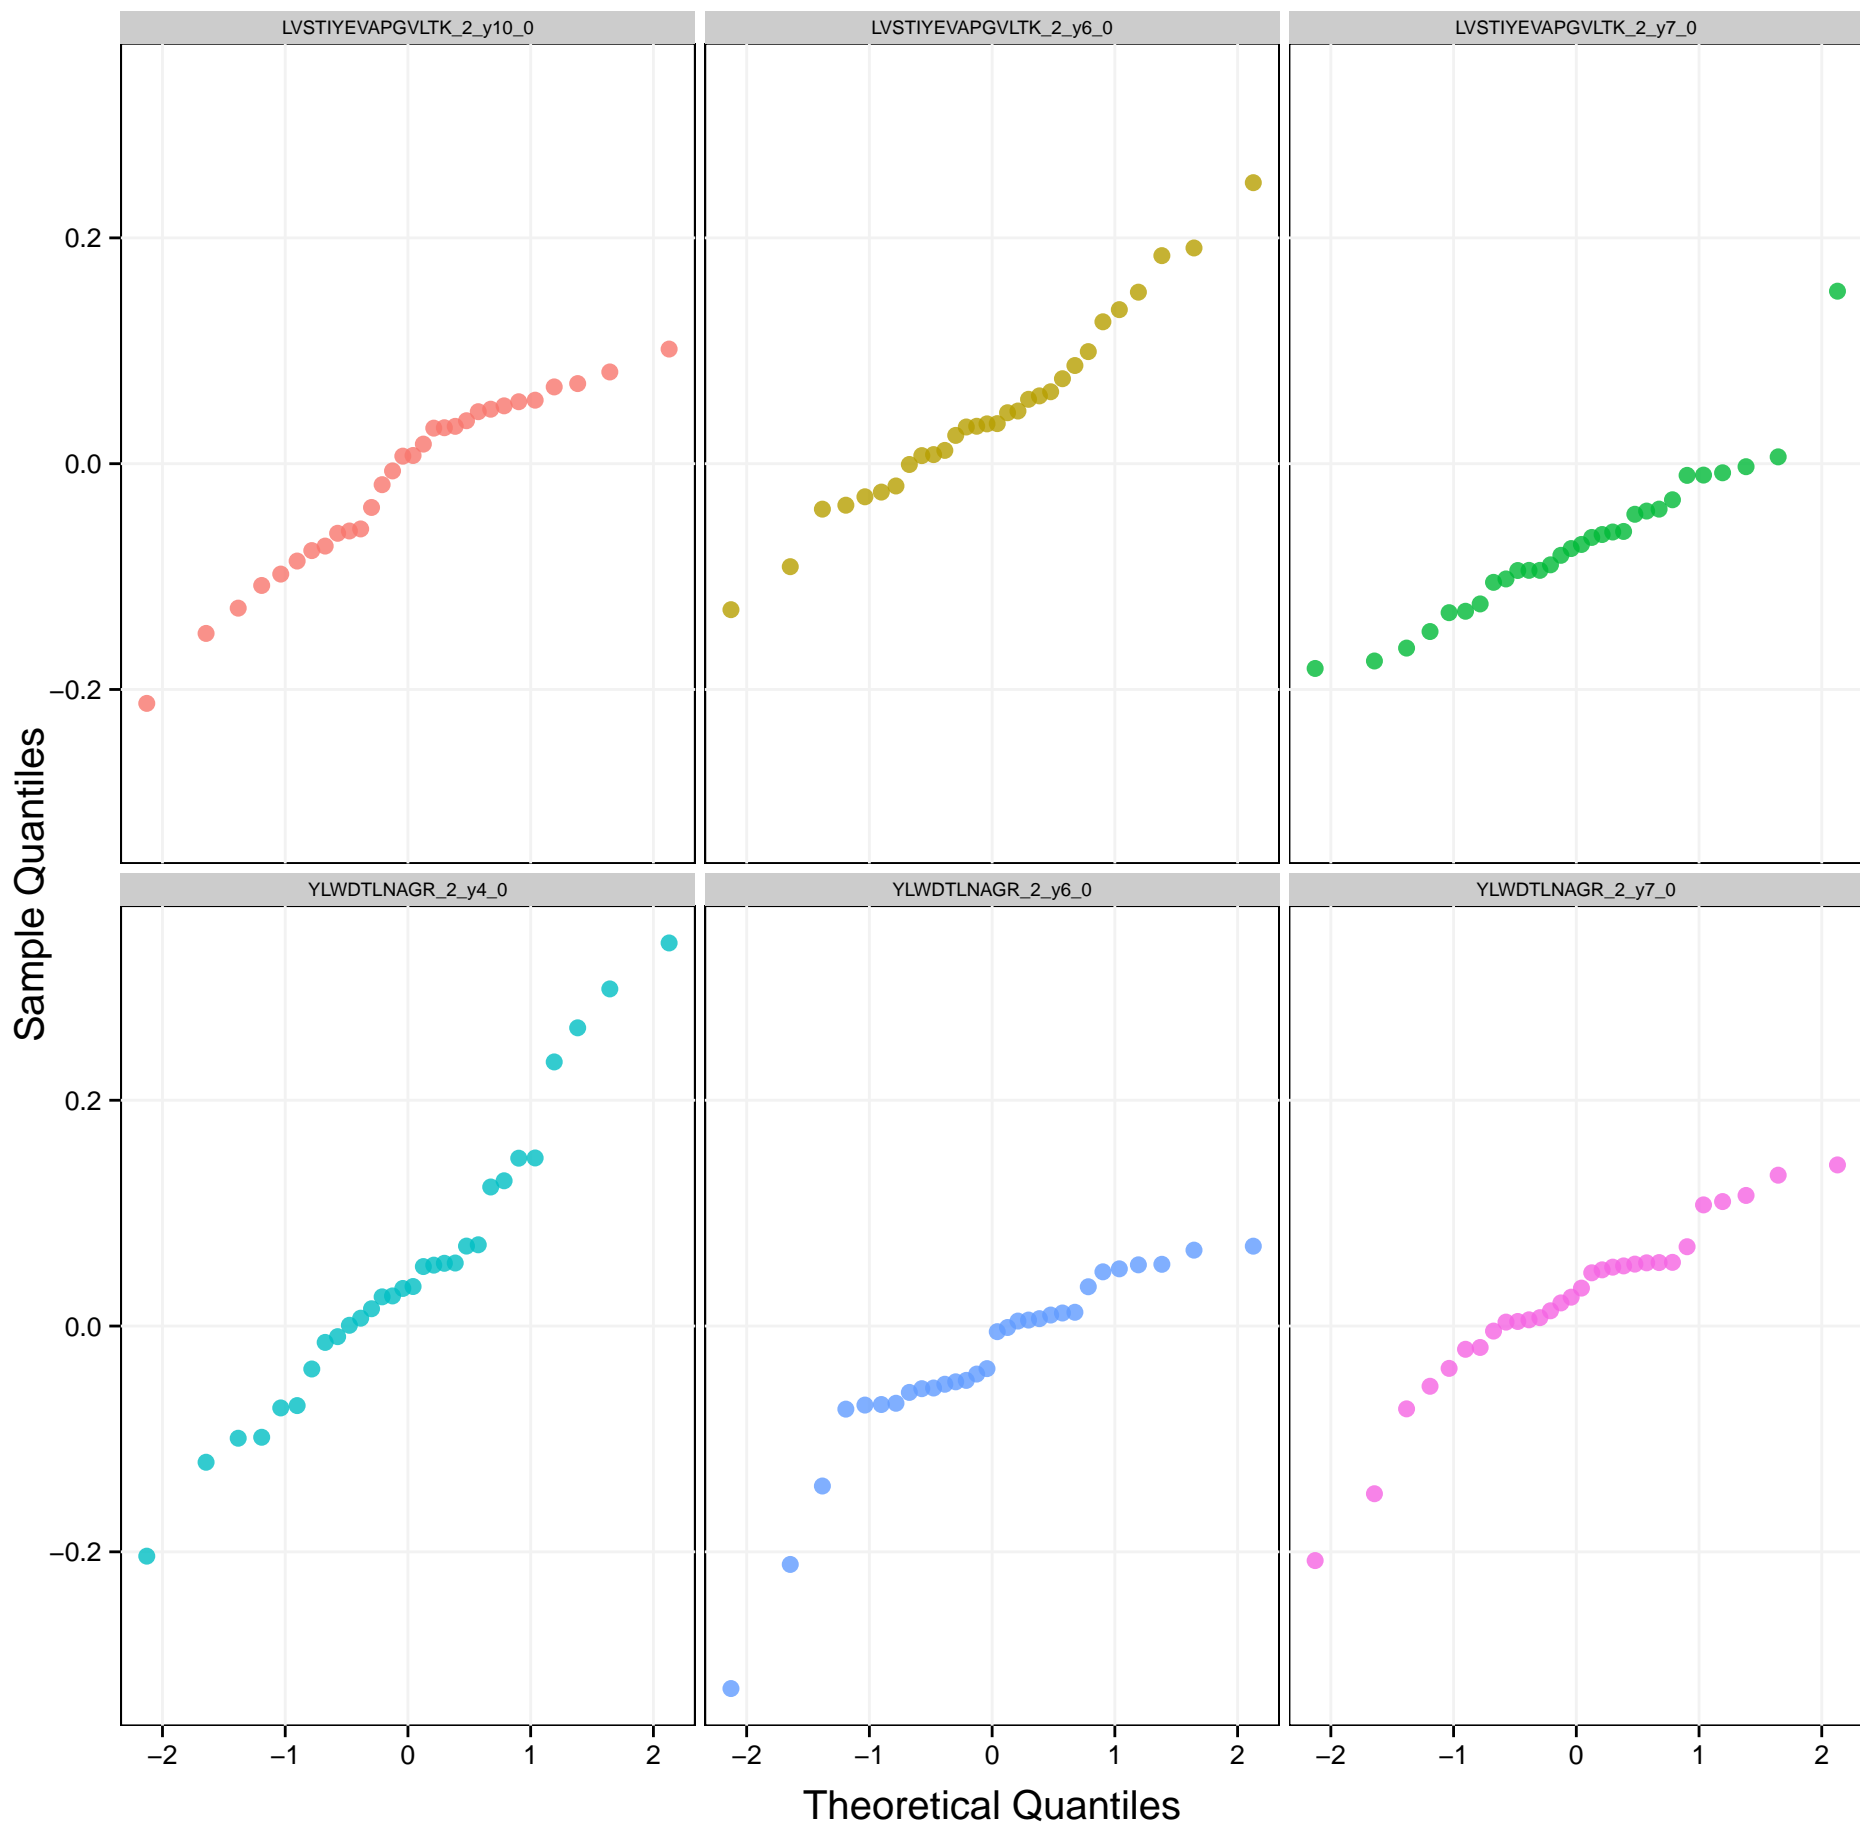 LVSTIYEVAPGVLTK_2_y10_0
LVSTIYEVAPGVLTK_2_y6_0
LVSTIYEVAPGVLTK_2_y7_0
0.2
0.0
−0.2
YLWDTLNAGR_2_y4_0
YLWDTLNAGR_2_y6_0
YLWDTLNAGR_2_y7_0
0.2
0.0
−0.2
−2 −1 0 1 2
−2 −1 0 1 2
−2 −1 0 1 2
Theoretical Quantiles
Sample Quantiles